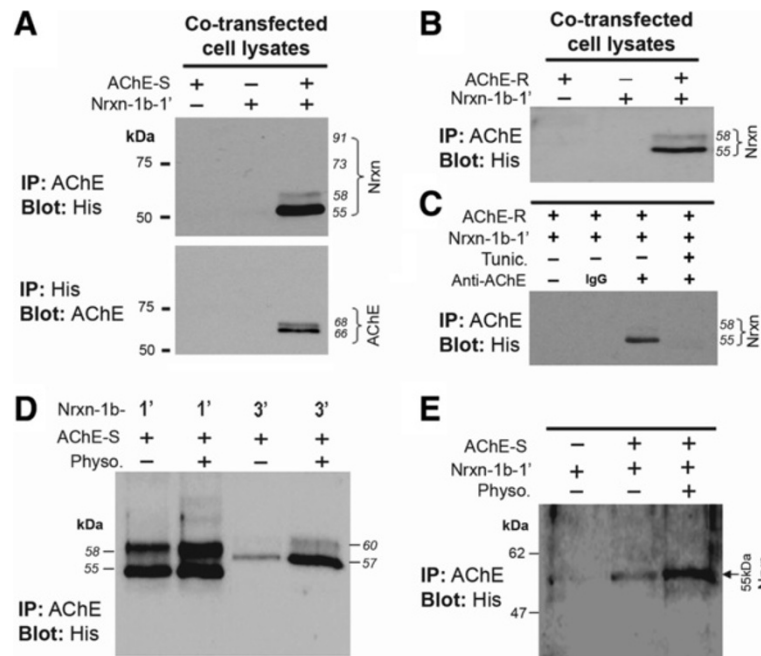 A
Co-transfected
cell lysates
AChE-S + – +
Nrxn-1b-1' – + +
kDa
75
50
IP: AChE
Blot: His
91
73
58
55
Nrxn
IP: His
Blot: AChE
75
50
68
66
AChE
B
Co-transfected
cell lysates
AChE-R + – +
Nrxn-1b-1' – + +
IP: AChE
Blot: His
58
55
Nrxn
C
AChE-R + + + +
Nrxn-1b-1' + + + +
Tunic. – – – +
Anti-AChE – IgG + +
IP: AChE
Blot: His
58
55
Nrxn
D
Nrxn-1b- 1' 1' 3' 3'
AChE-S + + + +
Physo. – + – +
kDa
58
55
60
57
IP: AChE
Blot: His
E
AChE-S – + +
Nrxn-1b-1' + + +
Physo. – – +
kDa
62
47
IP: AChE
Blot: His
55kDa